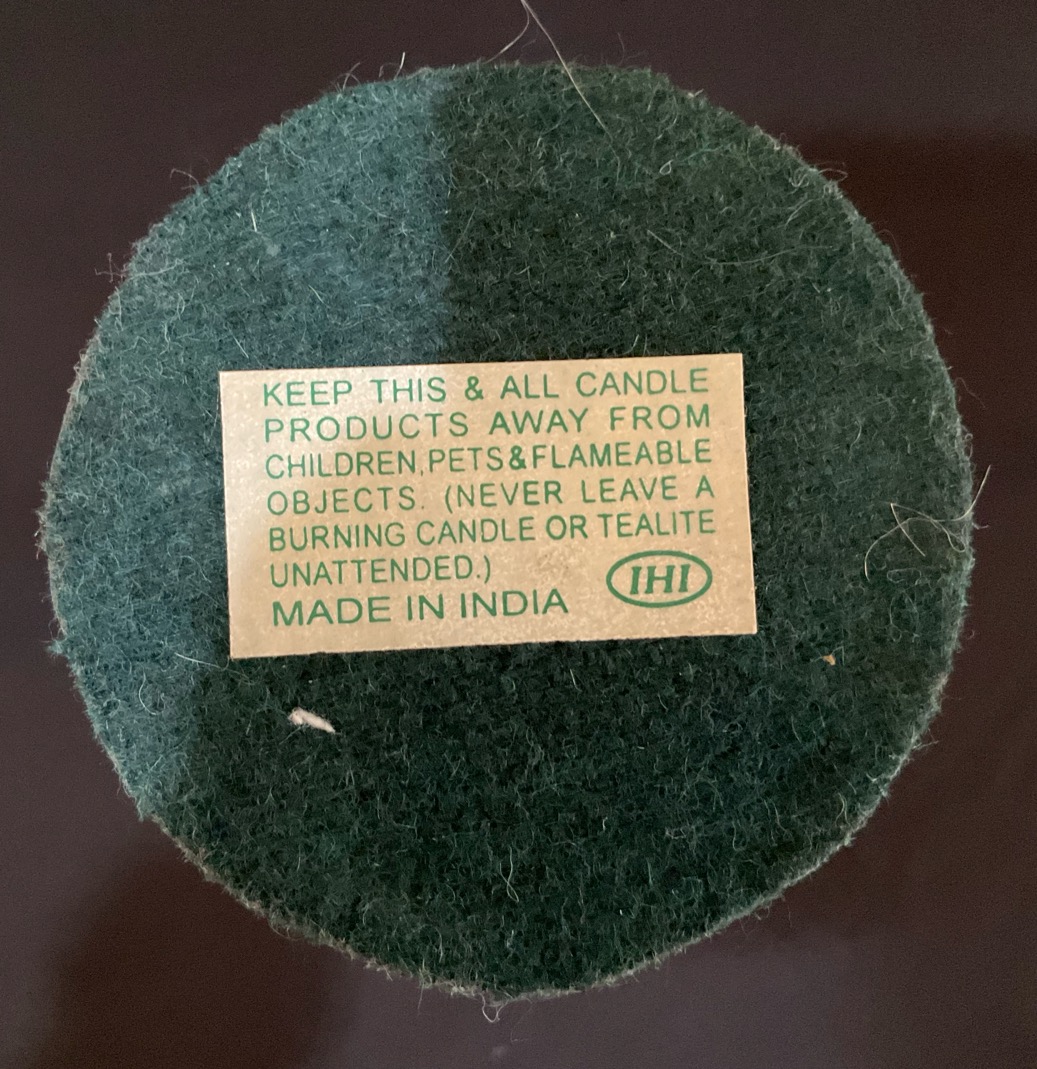 KEEP THIS & ALL CANDLE
PRODUCTS AWAY FROM
CHILDREN,PETS&FLAMEABLE
OBJECTS. (NEVER LEAVE A
BURNING CANDLE OR TEALITE
UNATTENDED.)
IHI
MADE IN INDIA